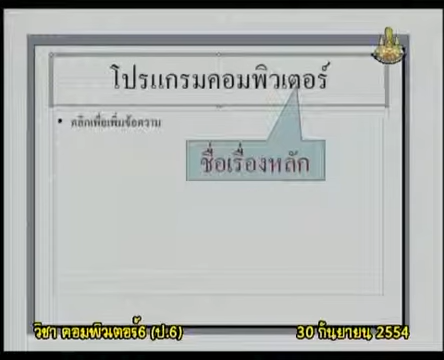 โปรแกรมคอมพิวเตอร์
• คลิกเพื่อเพิ่มข้อความ
ชื่อเรื่องหลัก
วิชา คอมพิวเตอร์6 (ป.6)
30 กันยายน 2554